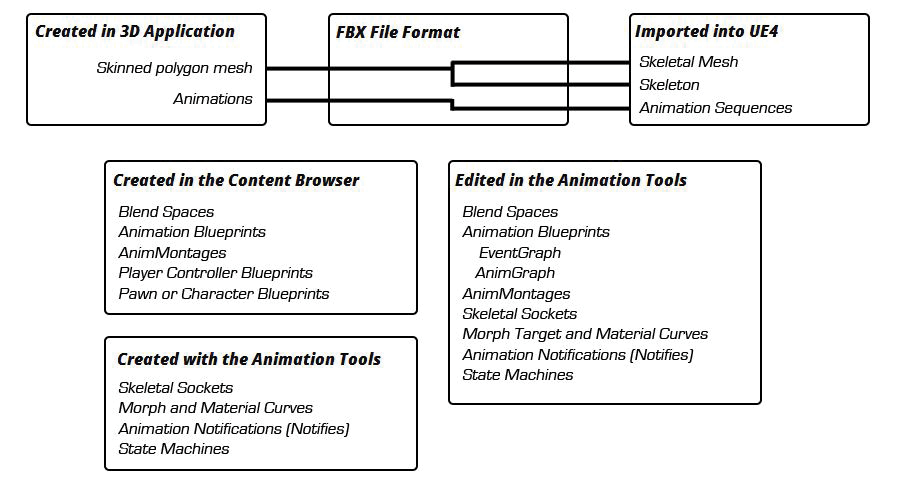 Created in 3D Application
Skinned polygon mesh
Animations
FBX File Format
Imported into UE4
Skeletal Mesh
Skeleton
Animation Sequences
Created in the Content Browser
Blend Spaces
Animation Blueprints
AnimMontages
Player Controller Blueprints
Pawn or Character Blueprints
Created with the Animation Tools
Skeletal Sockets
Morph and Material Curves
Animation Notifications (Notifies)
State Machines
Edited in the Animation Tools
Blend Spaces
Animation Blueprints
EventGraph
AnimGraph
AnimMontages
Skeletal Sockets
Morph Target and Material Curves
Animation Notifications (Notifies)
State Machines